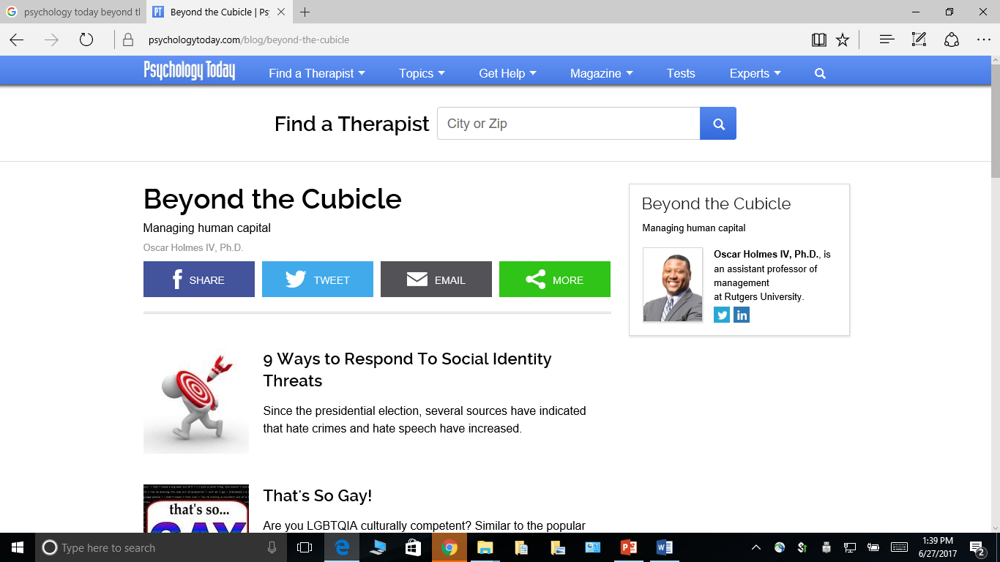 psychology today beyond tl
Beyond the Cubicle | Ps
psychologytoday.com/blog/beyond-the-cubicle
Psychology Today
Find a Therapist
Topics
Get Help
Magazine
Tests
Experts
Find a Therapist
City or Zip
Beyond the Cubicle
Managing human capital
Oscar Holmes IV, Ph.D.
SHARE
TWEET
EMAIL
MORE
Beyond the Cubicle
Managing human capital
Oscar Holmes IV, Ph.D., is
an assistant professor of
management
at Rutgers University.
in
9 Ways to Respond To Social Identity
Threats
Since the presidential election, several sources have indicated
that hate crimes and hate speech have increased.
that's so...
GAY
That's So Gay!
Are you LGBTQIA culturally competent? Similar to the popular
Type here to search
1:39 PM
6/27/2017
2